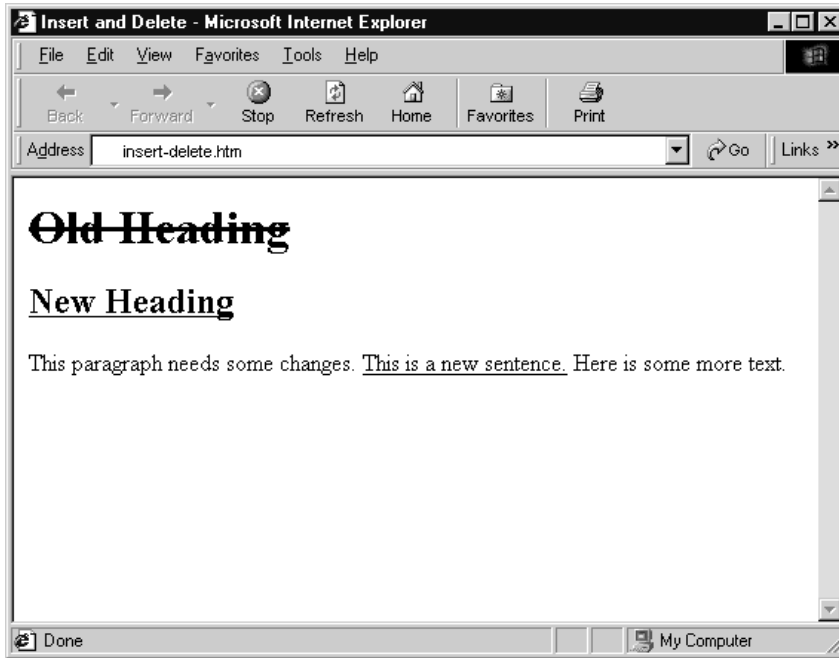 Insert and Delete - Microsoft Internet Explorer
File Edit View Favorites Tools Help
Back Forward Stop Refresh Home Favorites Print
Address insert-delete.htm Go Links »
Old Heading
New Heading
This paragraph needs some changes. This is a new sentence. Here is some more text.
Done My Computer